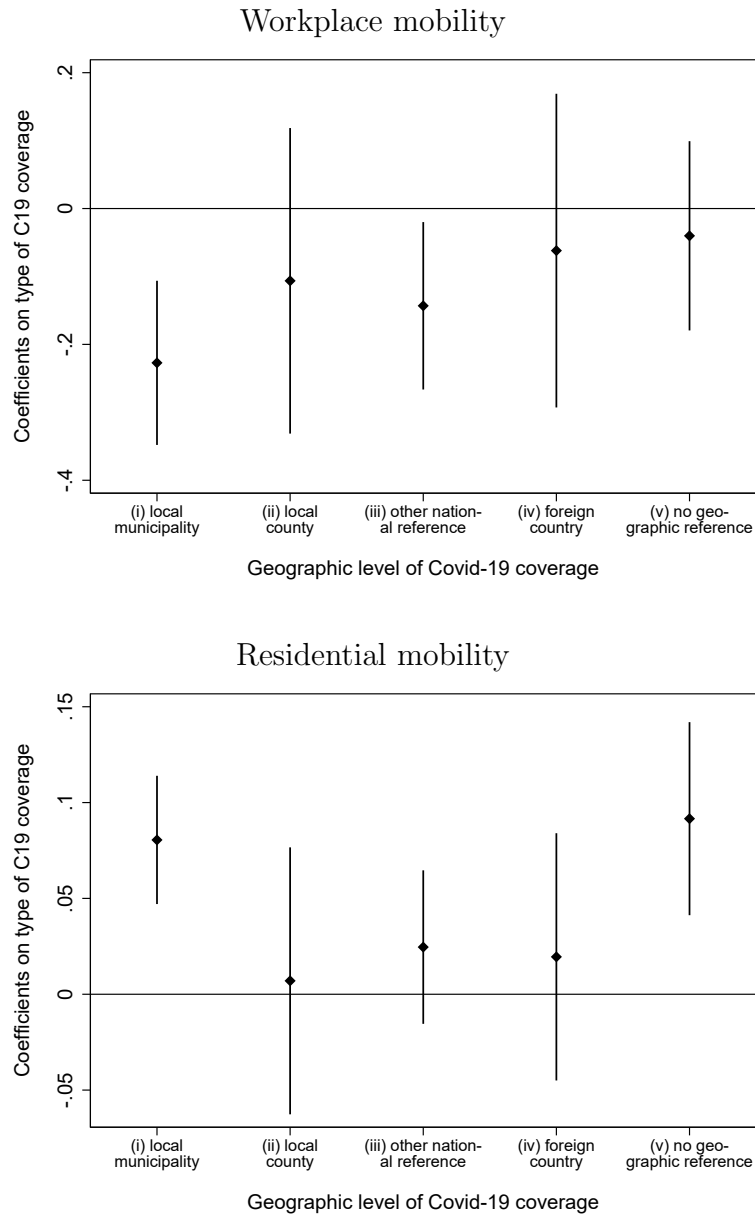 Workplace mobility
Coefficients on type of C19 coverage
.2
0
-.2
-.4
(i) local
municipality
(ii) local
county
(iii) other nation-
al reference
(iv) foreign
country
(v) no geo-
graphic reference
Geographic level of Covid-19 coverage
Residential mobility
Coefficients on type of C19 coverage
.15
.1
.05
0
-.05
(i) local
municipality
(ii) local
county
(iii) other nation-
al reference
(iv) foreign
country
(v) no geo-
graphic reference
Geographic level of Covid-19 coverage